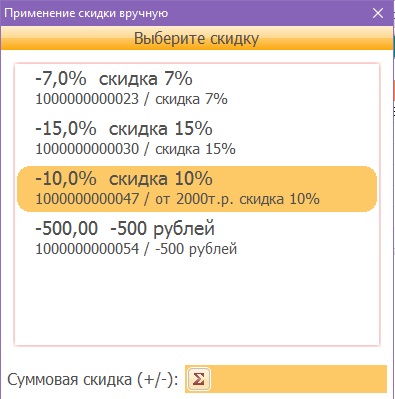 Применение скидки вручную
Выберите скидку
-7,0% скидка 7%
1000000000023 / скидка 7%
-15,0% скидка 15%
1000000000030 / скидка 15%
-10,0% скидка 10%
1000000000047 / от 2000т.р. скидка 10%
-500,00 -500 рублей
1000000000054 / -500 рублей
Суммовая скидка (+/-): Σ